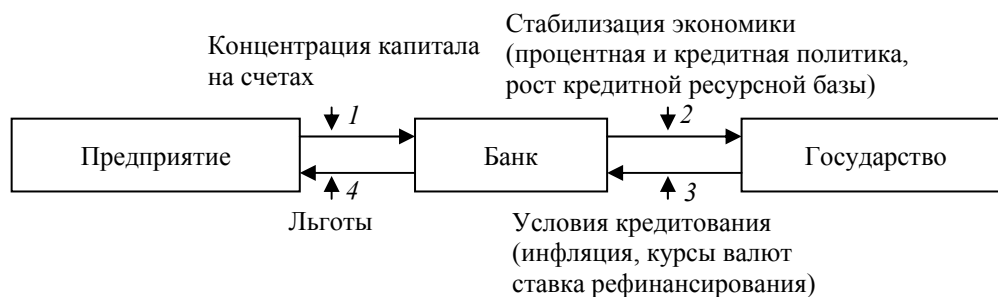 Концентрация капитала
на счетах
Стабилизация экономики
(процентная и кредитная политика,
рост кредитной ресурсной базы)
1
2
Предприятие
Банк
Государство
4
3
Льготы
Условия кредитования
(инфляция, курсы валют
ставка рефинансирования)